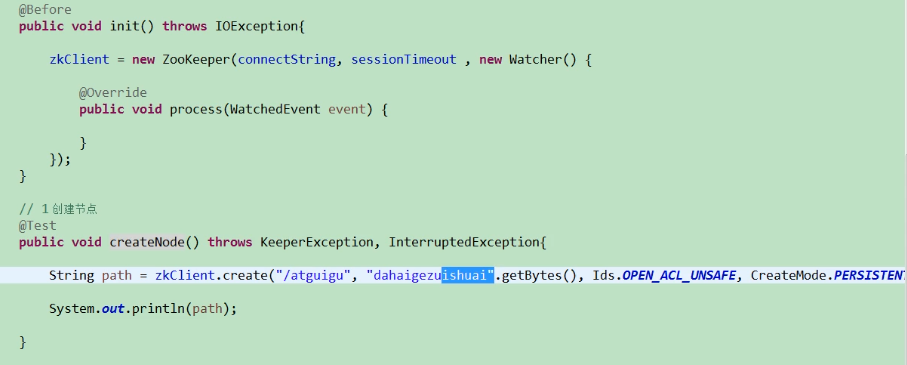 @Before
public void init() throws IOException{
zkClient = new ZooKeeper(connectString, sessionTimeout , new Watcher() {
@Override
public void process(WatchedEvent event) {
}
});
}
// 1 创建节点
@Test
public void createNode() throws KeeperException, InterruptedException{
String path = zkClient.create("/atguigu", "dahaigezuishuai".getBytes(), Ids.OPEN_ACL_UNSAFE, CreateMode.PERSISTENT
System.out.println(path);
}